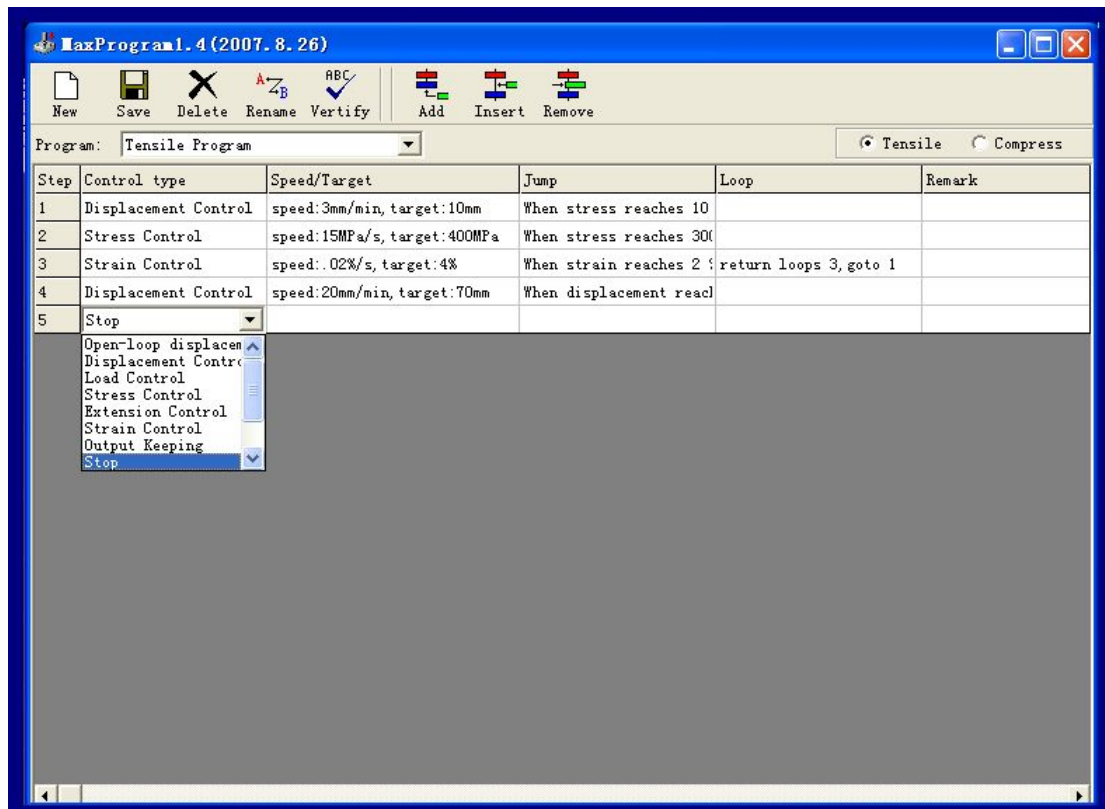 MaxProgram1.4(2007.8.26)
New Save Delete Rename Vertify Add Insert Remove
Program: Tensile Program Tensile Compress
Step Control type Speed/Target Jump Loop Remark
1 Displacement Control speed:3mm/min, target:10mm When stress reaches 10
2 Stress Control speed:15MPa/s, target:400MPa When stress reaches 300
3 Strain Control speed:.02%/s, target:4% When strain reaches 2 % return loops 3, goto 1
4 Displacement Control speed:20mm/min, target:70mm When displacement reach
5 Stop
Open-loop displacem
Displacement Contro
Load Control
Stress Control
Extension Control
Strain Control
Output Keeping
Stop